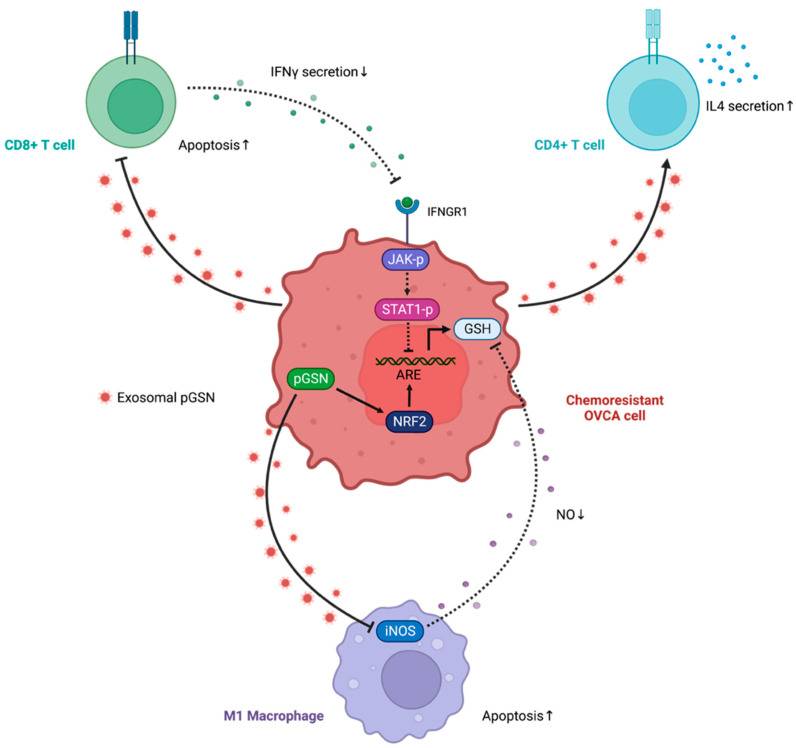 IFNγ secretion↓
IL4 secretion↑
CD8+ T cell
Apoptosis↑
CD4+ T cell
IFNGR1
JAK-p
STAT1-p
GSH
ARE
pGSN
Exosomal pGSN
NRF2
Chemoresistant
OVCA cell
NO↓
iNOS
M1 Macrophage
Apoptosis↑